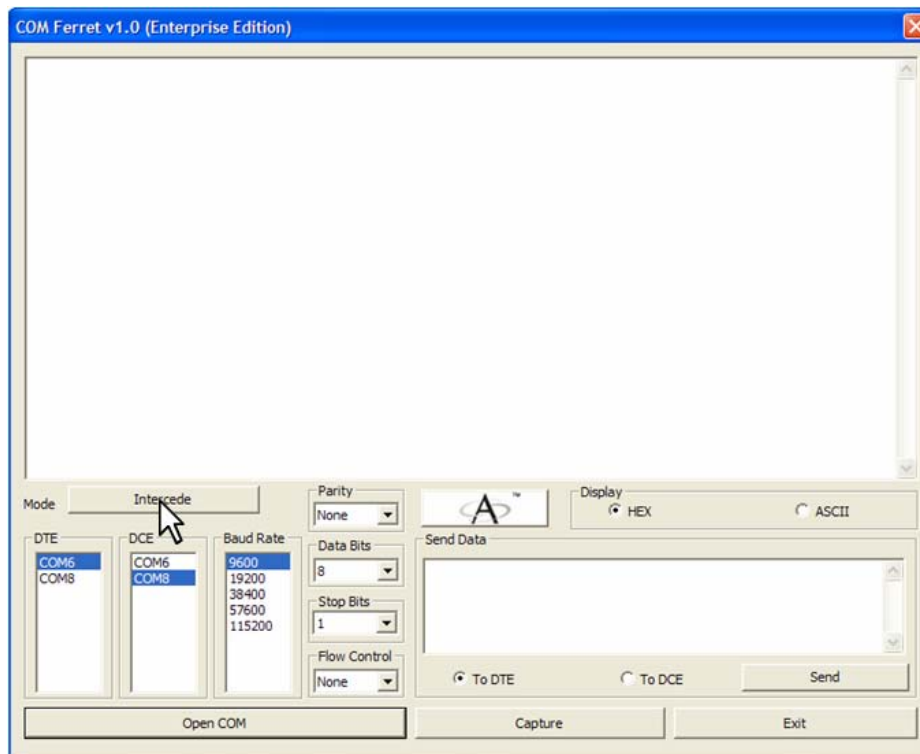 COM Ferret v1.0 (Enterprise Edition)
Mode
Intercede
Parity
None
A™
Display
HEX
ASCII
DTE
COM6
COM8
DCE
COM6
COM8
Baud Rate
9600
19200
38400
57600
115200
Data Bits
8
Stop Bits
1
Flow Control
None
Send Data
To DTE
To DCE
Send
Open COM
Capture
Exit